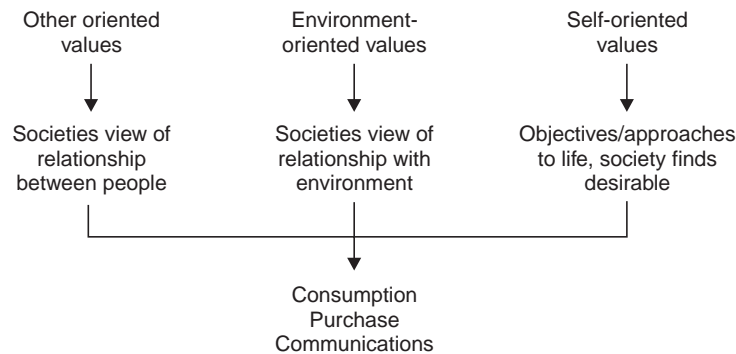 Other oriented
values
Environment-
oriented values
Self-oriented
values
Societies view of
relationship
between people
Societies view of
relationship with
environment
Objectives/approaches
to life, society finds
desirable
Consumption
Purchase
Communications